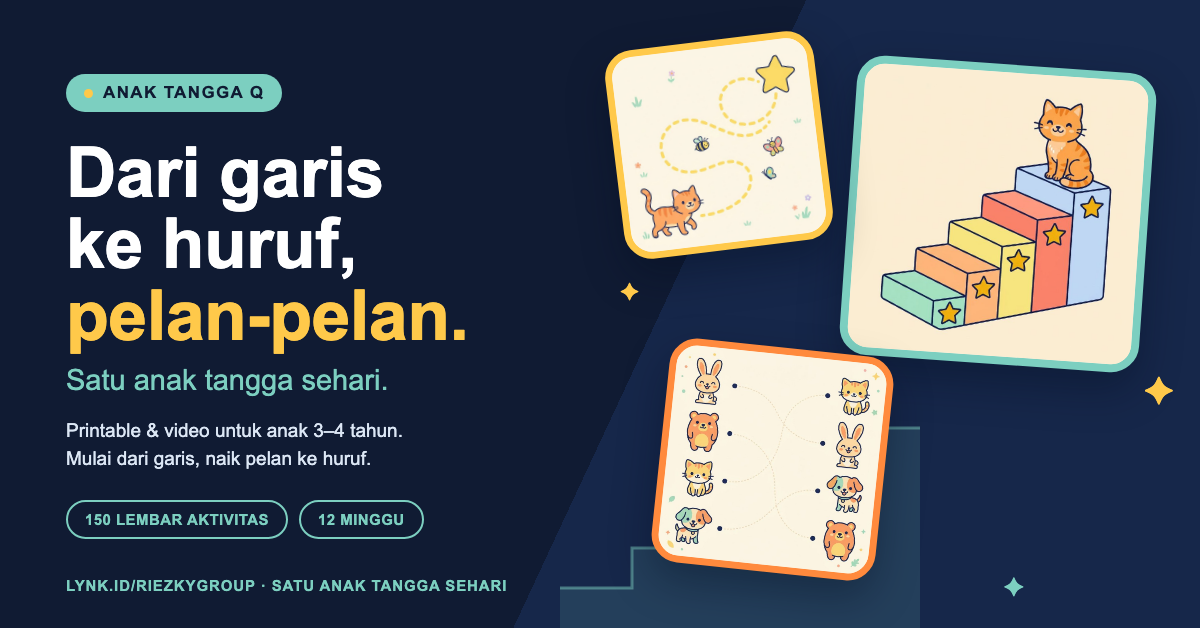 ANAK TANGGA Q
Dari garis
ke huruf,
pelan-pelan.
Satu anak tangga sehari.
Printable & video untuk anak 3–4 tahun.
Mulai dari garis, naik pelan ke huruf.
150 LEMBAR AKTIVITAS
12 MINGGU
LYNK.ID/RIEZKYGROUP · SATU ANAK TANGGA SEHARI